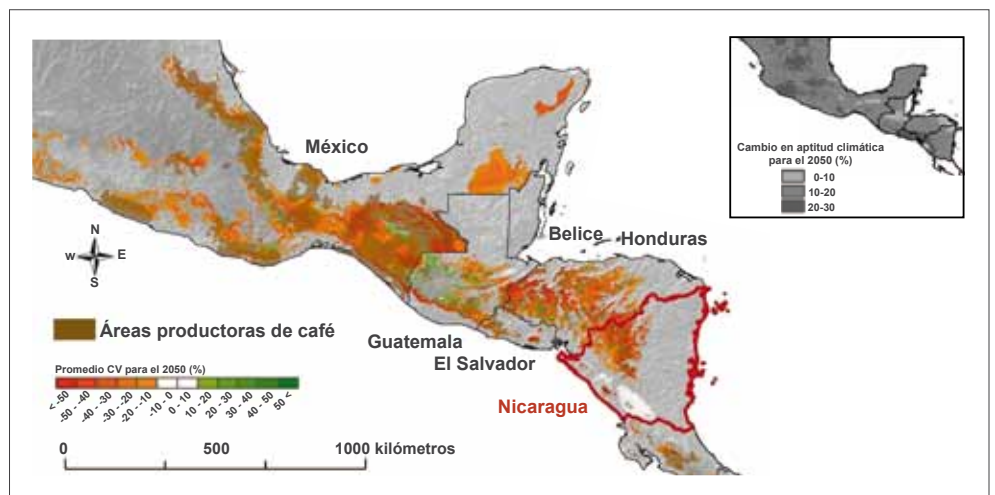 México
Belice
Honduras
Guatemala
El Salvador
Nicaragua
N
W E
S
Áreas productoras de café
Promedio CV para el 2050 (%)
< -50
-50 - -40
-40 - -30
-30 - -20
-20 - -10
-10 - 0
0 - 10
10 - 20
20 - 30
30 - 40
40 - 50
50 <
0 500 1000 kilómetros
Cambio en aptitud climática
para el 2050 (%)
0-10
10-20
20-30